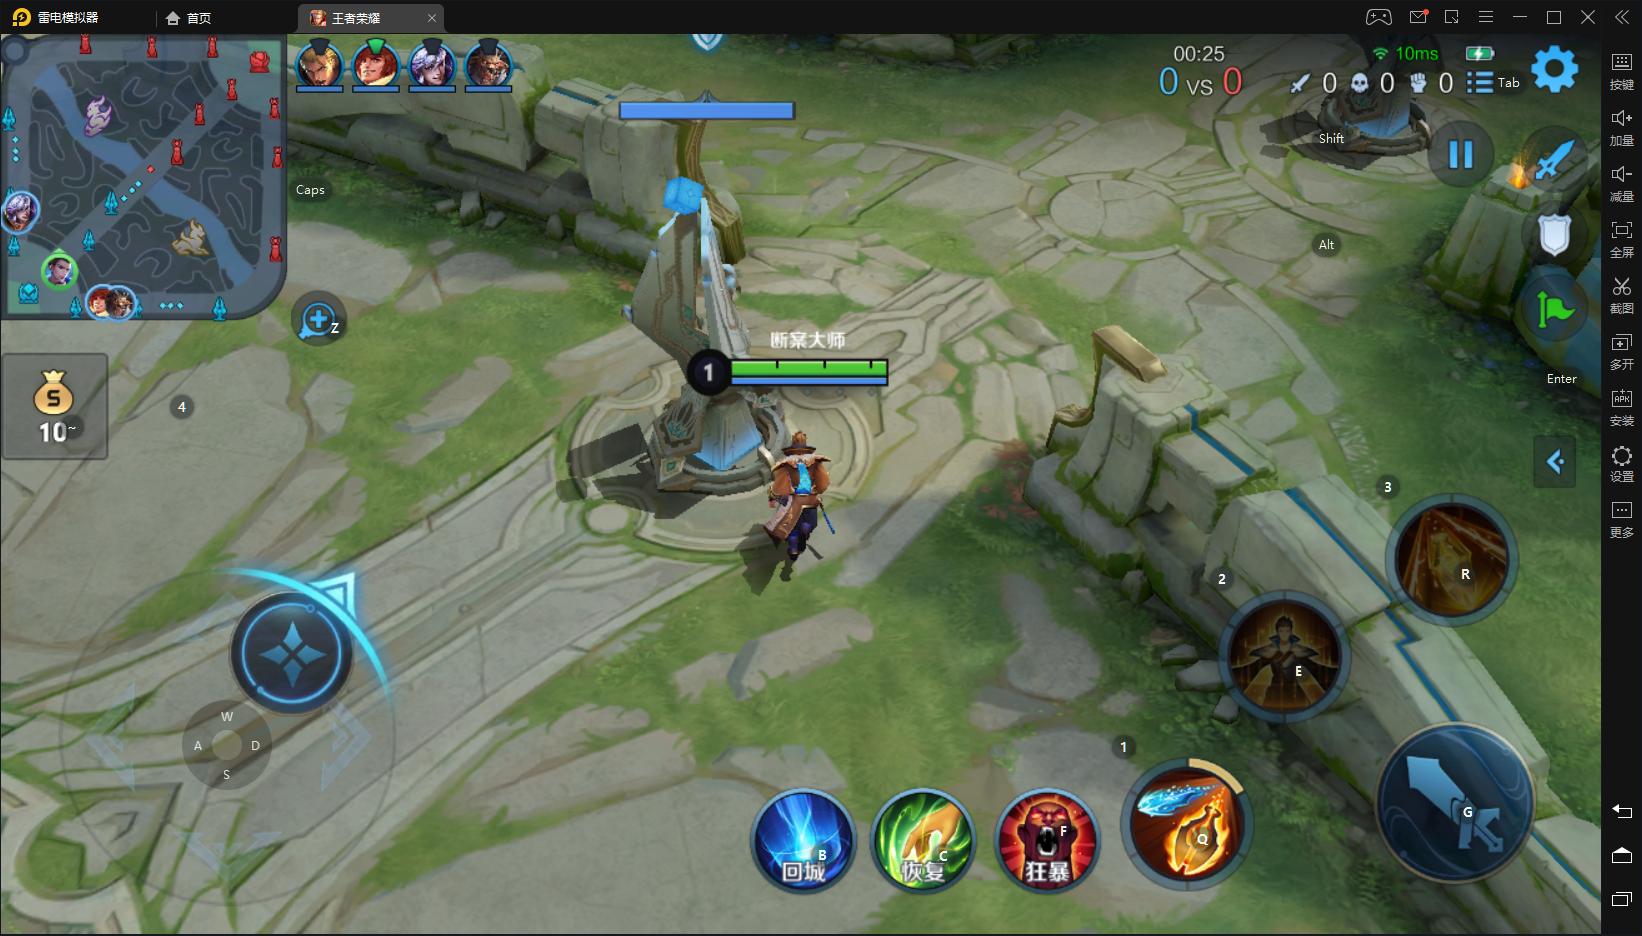 雷电模拟器
首页
王者荣耀
00:25
10ms
0 VS 0
0
0
0
Tab
Shift
Caps
Alt
Z
断案大师
1
S
10
~
4
Enter
3
R
2
E
W
A
D
S
1
B
回城
C
恢复
F
狂暴
Q
G
按键
加量
减量
全屏
截图
多开
APK
安装
设置
更多